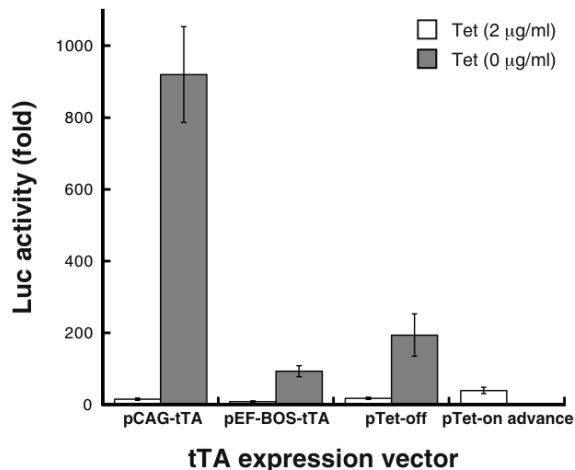 Tet (2 μg/ml)
Tet (0 μg/ml)
Luc activity (fold)
1000
800
600
400
200
0
pCAG-tTA pEF-BOS-tTA pTet-off pTet-on advance
tTA expression vector